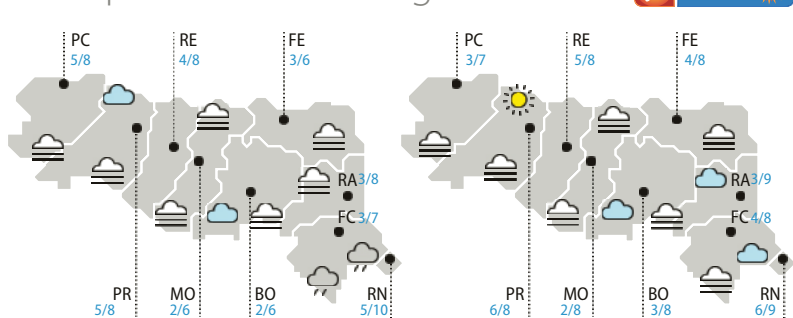 PC RE FE
5/8 4/8 3/6
RA 3/8
FC 3/7
PR MO BO RN
5/8 2/6 2/6 5/10
PC RE FE
3/7 5/8 4/8
RA 3/9
FC 4/8
PR MO BO RN
6/8 2/8 3/8 6/9